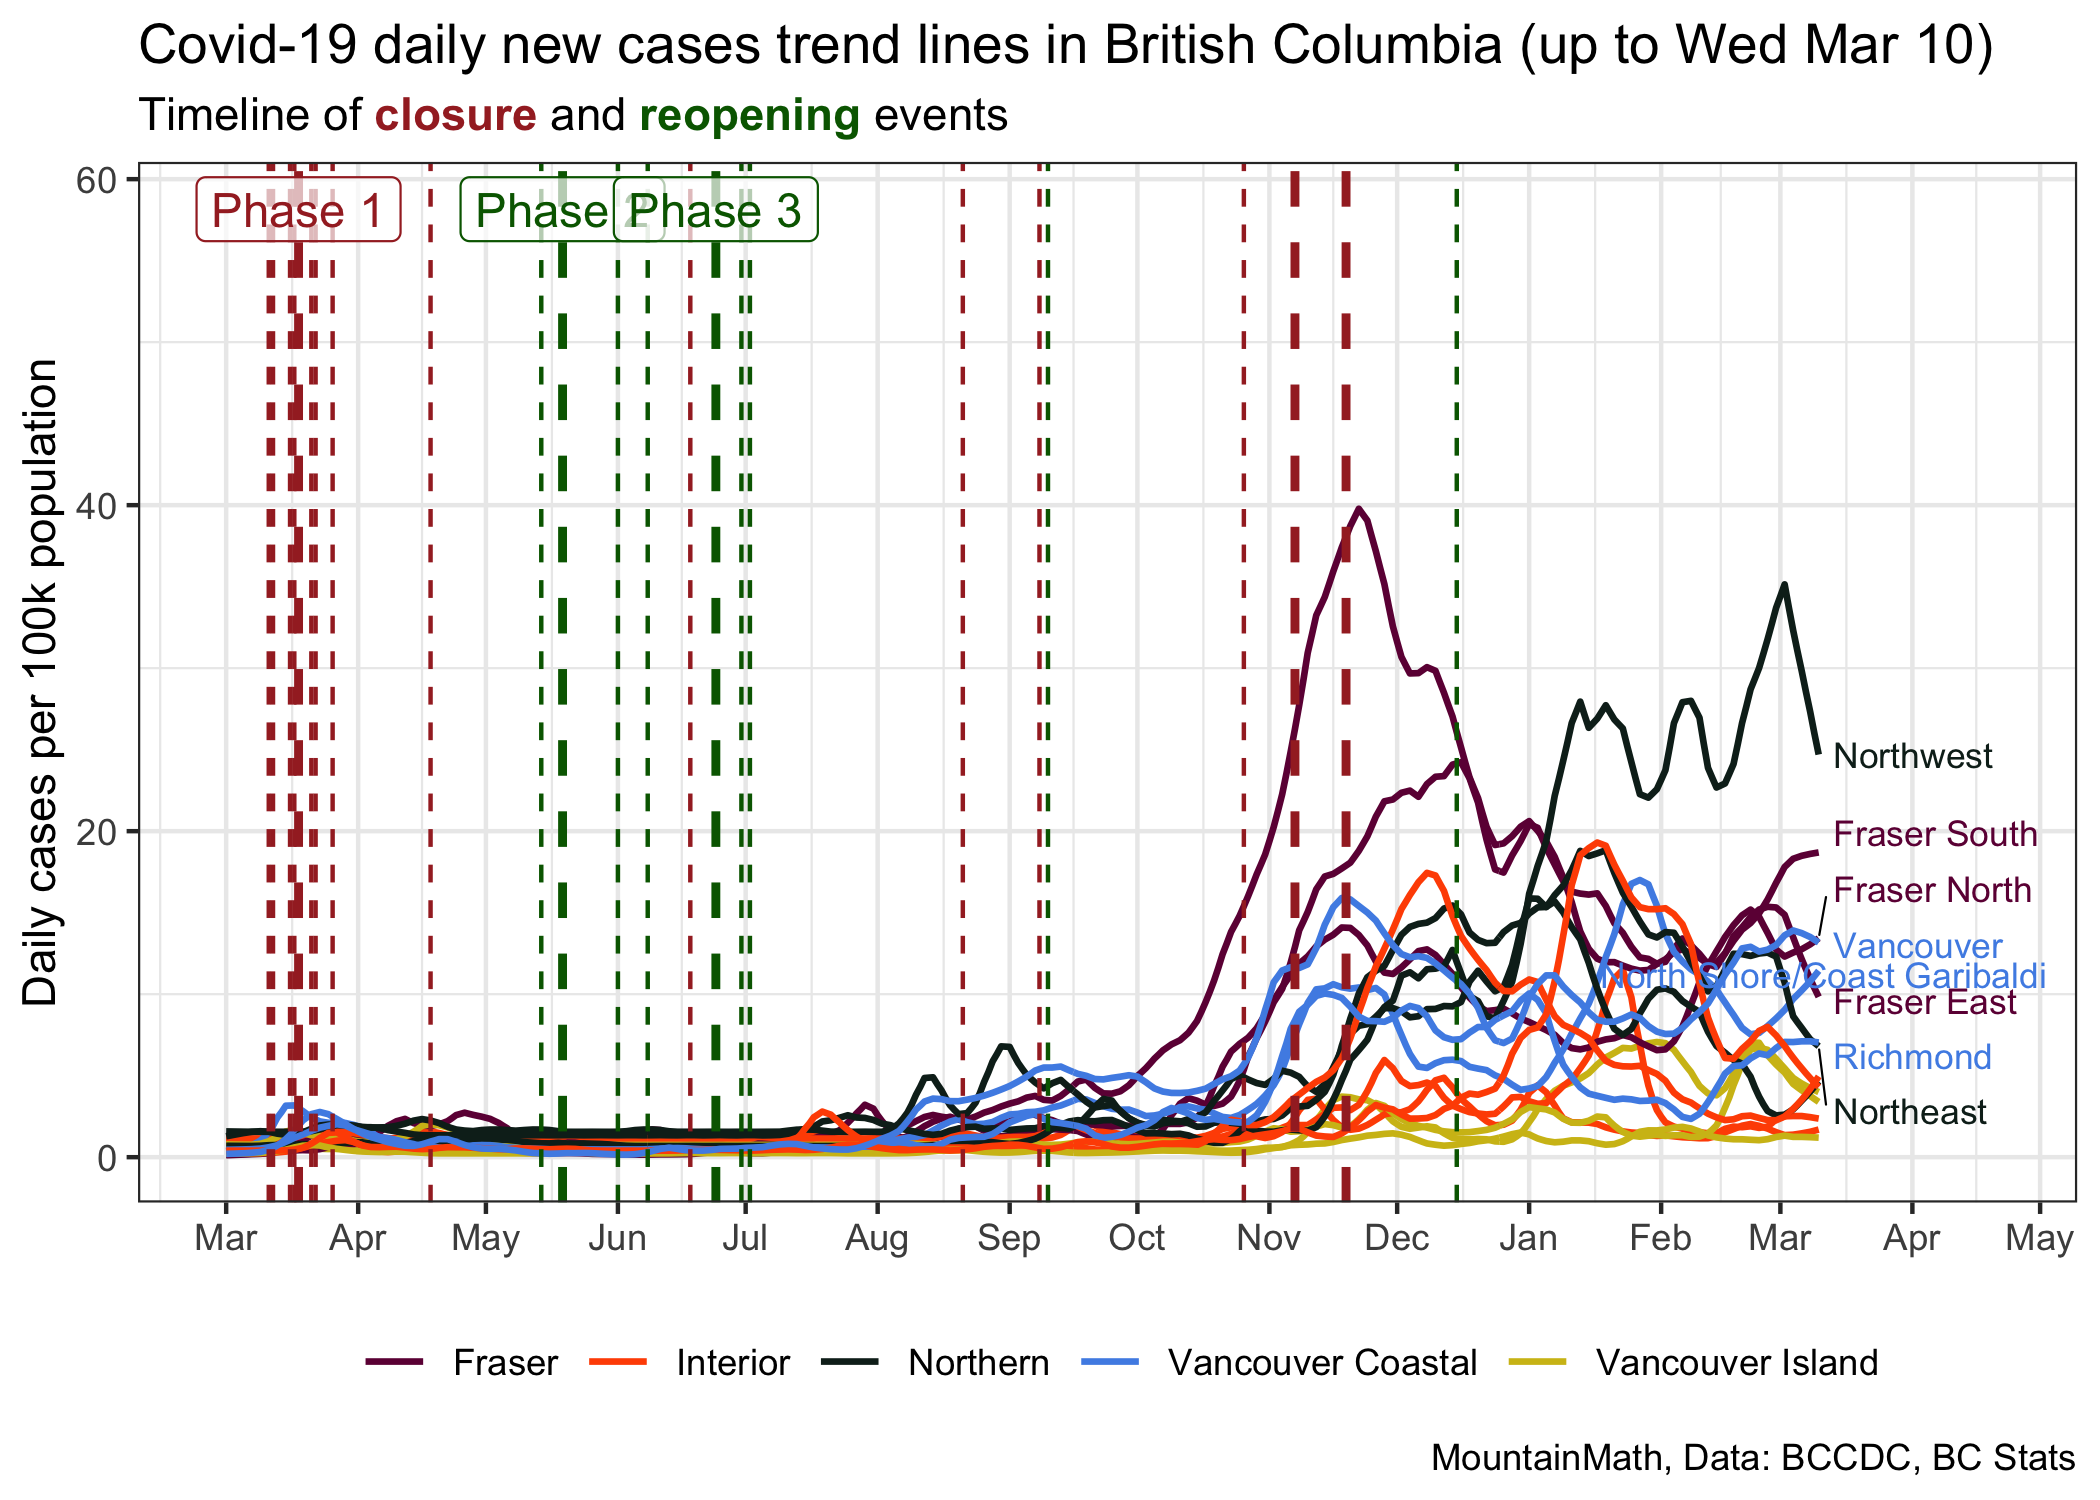 Covid-19 daily new cases trend lines in British Columbia (up to Wed Mar 10)
Timeline of closure and reopening events
Daily cases per 100k population
60
40
20
0
Phase 1
Phase 2
Phase 3
Northwest
Fraser South
Fraser North
Vancouver
North Shore/Coast Garibaldi
Fraser East
Richmond
Northeast
Mar Apr May Jun Jul Aug Sep Oct Nov Dec Jan Feb Mar Apr May
Fraser Interior Northern Vancouver Coastal Vancouver Island
MountainMath, Data: BCCDC, BC Stats